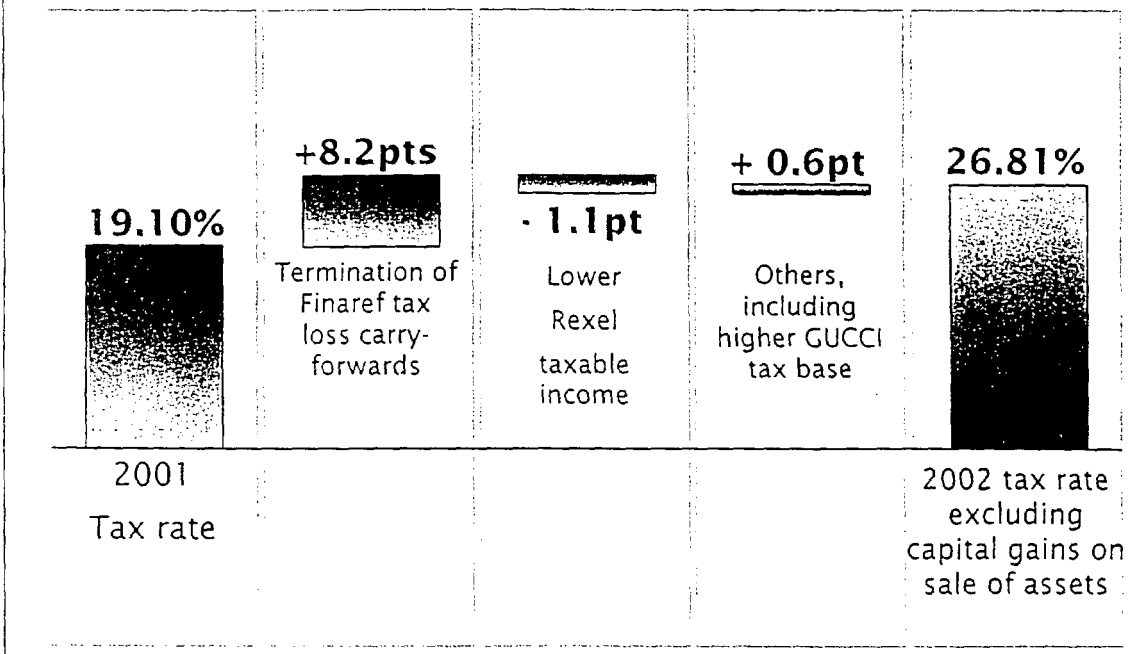 19.10%
2001
Tax rate
+8.2pts
Termination of
Finaref tax
loss carry-
forwards
- 1.1pt
Lower
Rexel
taxable
income
+ 0.6pt
Others,
including
higher GUCCI
tax base
26.81%
2002 tax rate
excluding
capital gains on
sale of assets